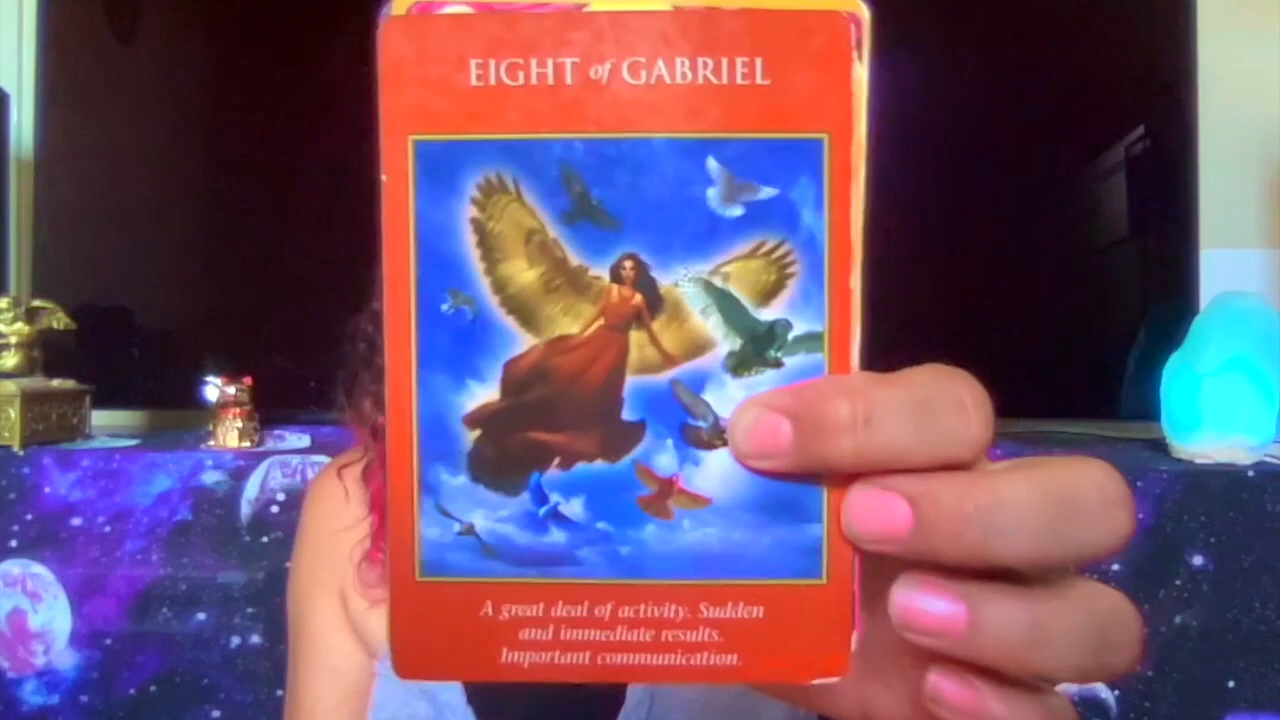 EIGHT of GABRIEL
A great deal of activity. Sudden
and immediate results.
Important communication.